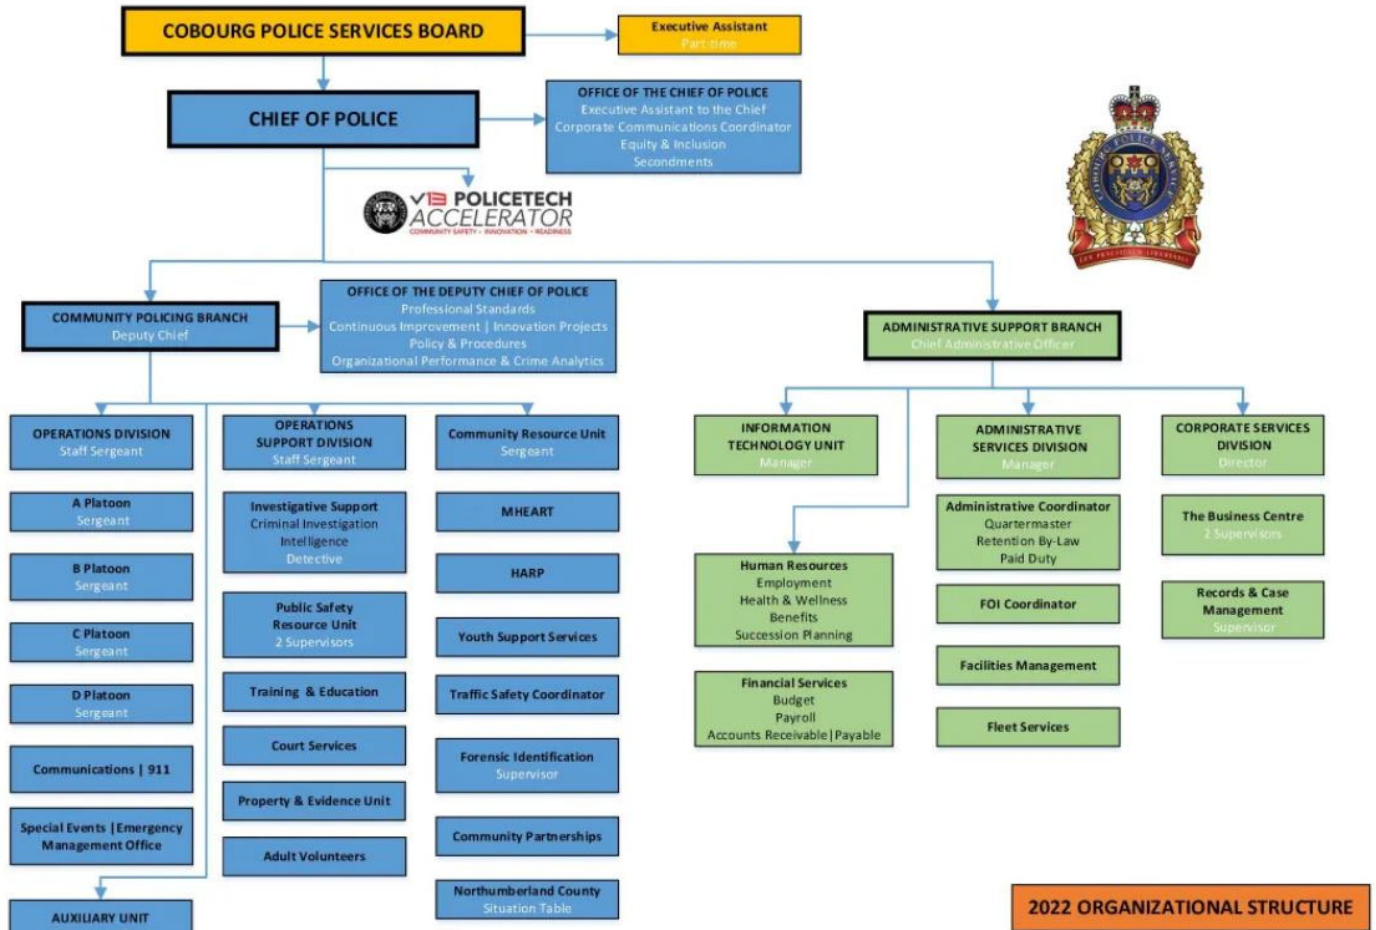 COBOURG POLICE SERVICES BOARD
Executive Assistant
Part-time
CHIEF OF POLICE
OFFICE OF THE CHIEF OF POLICE
Executive Assistant to the Chief
Corporate Communications Coordinator
Equity & Inclusion
Secondments
COBOURG POLICE SERVICE
V13 POLICETECH
ACCELERATOR
COMMUNITY SAFETY • INNOVATION • READINESS
COMMUNITY POLICING BRANCH
Deputy Chief
OFFICE OF THE DEPUTY CHIEF OF POLICE
Professional Standards
Continuous Improvement | Innovation Projects
Policy & Procedures
Organizational Performance & Crime Analytics
ADMINISTRATIVE SUPPORT BRANCH
Chief Administrative Officer
OPERATIONS DIVISION
Staff Sergeant
A Platoon
Sergeant
B Platoon
Sergeant
C Platoon
Sergeant
D Platoon
Sergeant
Communications | 911
Special Events |Emergency
Management Office
AUXILIARY UNIT
OPERATIONS
SUPPORT DIVISION
Staff Sergeant
Investigative Support
Criminal Investigation
Intelligence
Detective
Public Safety
Resource Unit
2 Supervisors
Training & Education
Court Services
Property & Evidence Unit
Adult Volunteers
Community Resource Unit
Sergeant
MHEART
HARP
Youth Support Services
Traffic Safety Coordinator
Forensic Identification
Supervisor
Community Partnerships
Northumberland County
Situation Table
INFORMATION
TECHNOLOGY UNIT
Manager
Human Resources
Employment
Health & Wellness
Benefits
Succession Planning
Financial Services
Budget
Payroll
Accounts Receivable|Payable
ADMINISTRATIVE
SERVICES DIVISION
Manager
Administrative Coordinator
Quartermaster
Retention By-Law
Paid Duty
FOI Coordinator
Facilities Management
Fleet Services
CORPORATE SERVICES
DIVISION
Director
The Business Centre
2 Supervisors
Records & Case
Management
Supervisor
2022 ORGANIZATIONAL STRUCTURE